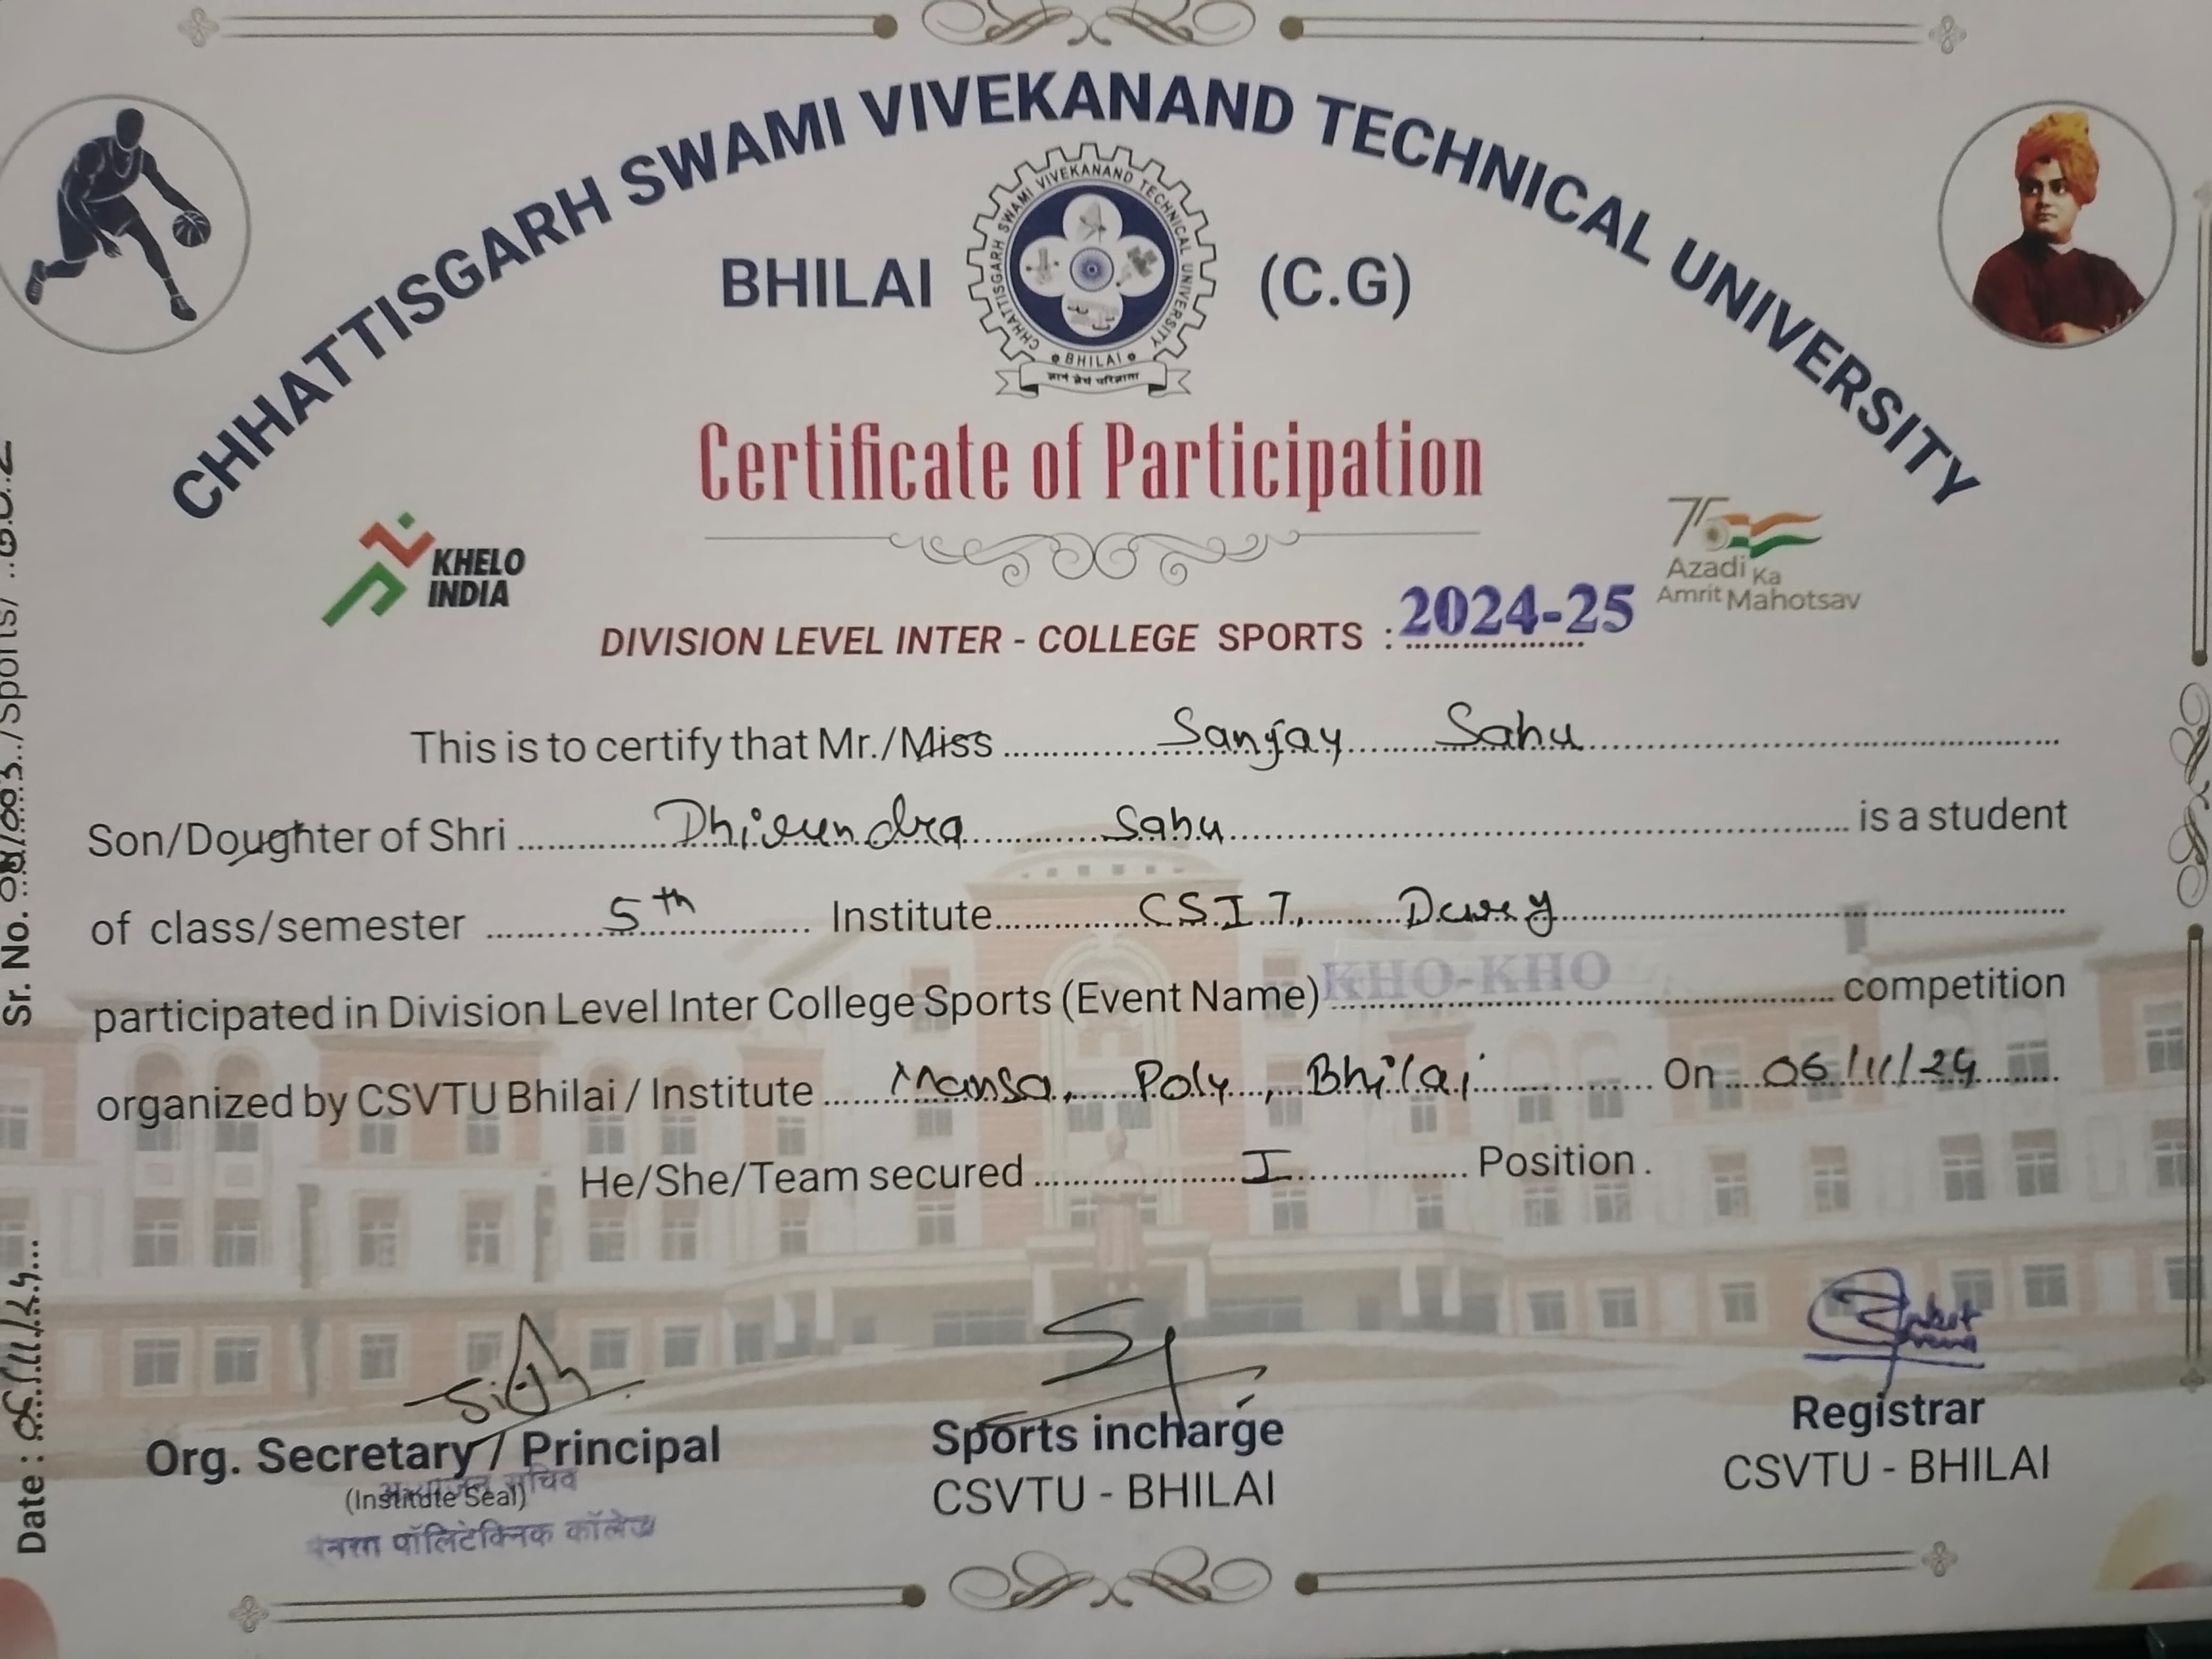 CHHATTISGARH SWAMI VIVEKANAND TECHNICAL UNIVERSITY
BHILAI (C.G)
CHHATTISGARH SWAMI VIVEKANAND TECHNICAL UNIVERSITY
BHILAI
Certificate of Participation
KHELO
INDIA
75
Azadi Ka
Amrit Mahotsav
DIVISION LEVEL INTER - COLLEGE SPORTS : 2024-25
This is to certify that Mr./Miss Sanjay Sahu
Son/Doughter of Shri Dhirendra Sahu is a student
of class/semester 5th Institute CSIT, Durg
participated in Division Level Inter College Sports (Event Name) KHO-KHO competition
organized by CSVTU Bhilai / Institute Mansa, Poly, Bhilai On 06/11/24
He/She/Team secured I Position.
Org. Secretary / Principal
(Institute Seal)
सचिव
पॉलिटेक्निक कॉलेज
Sports incharge
CSVTU - BHILAI
Registrar
CSVTU - BHILAI
Sr. No. /Sports/
Date : 06/11/24